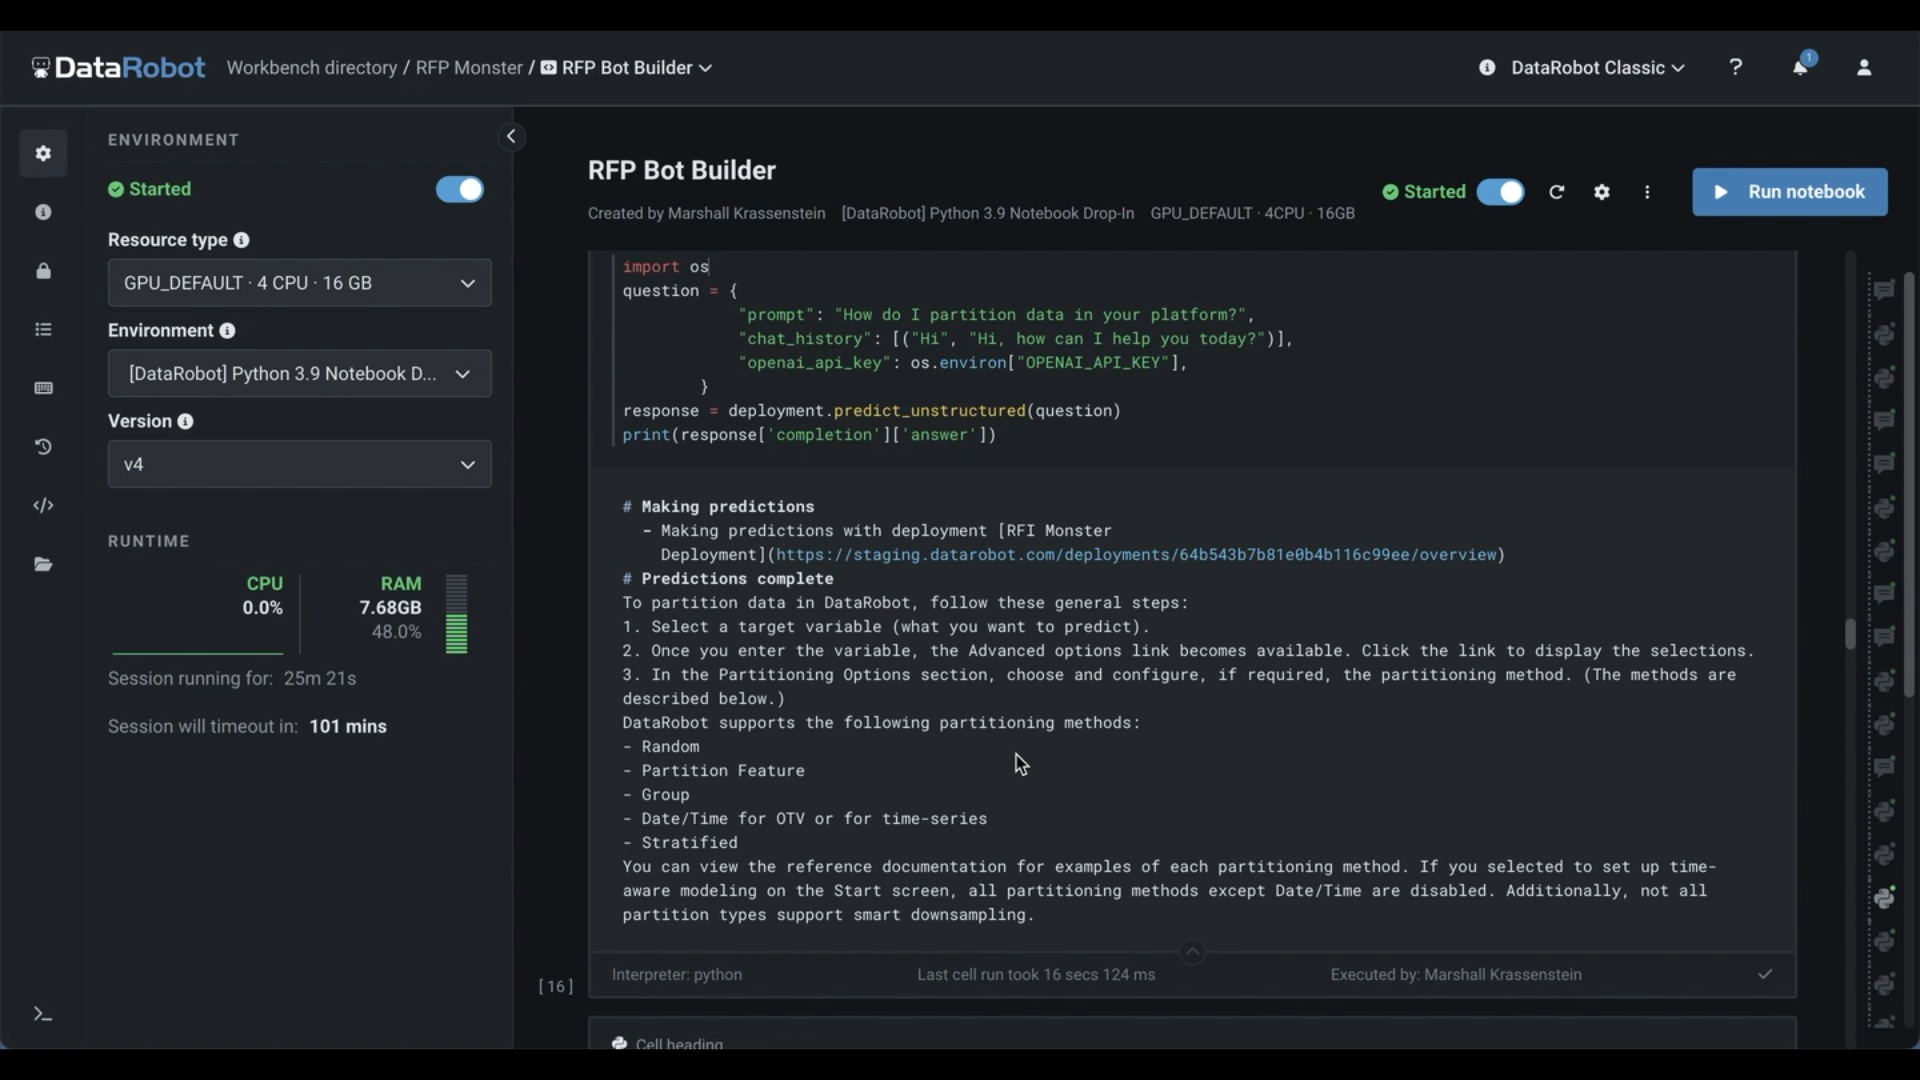 DataRobot Workbench directory / RFP Monster / RFP Bot Builder
DataRobot Classic
?
1
ENVIRONMENT
Started
Resource type
GPU_DEFAULT · 4 CPU · 16 GB
Environment
[DataRobot] Python 3.9 Notebook D...
Version
v4
RUNTIME
CPU
0.0%
RAM
7.68GB
48.0%
Session running for: 25m 21s
Session will timeout in: 101 mins
RFP Bot Builder
Created by Marshall Krassenstein [DataRobot] Python 3.9 Notebook Drop-In GPU_DEFAULT · 4CPU · 16GB
Started
Run notebook
import os
question = {
"prompt": "How do I partition data in your platform?",
"chat_history": [("Hi", "Hi, how can I help you today?")],
"openai_api_key": os.environ["OPENAI_API_KEY"],
}
response = deployment.predict_unstructured(question)
print(response['completion']['answer'])
# Making predictions
- Making predictions with deployment [RFI Monster
Deployment](https://staging.datarobot.com/deployments/64b543b7b81e0b4b116c99ee/overview)
# Predictions complete
To partition data in DataRobot, follow these general steps:
1. Select a target variable (what you want to predict).
2. Once you enter the variable, the Advanced options link becomes available. Click the link to display the selections.
3. In the Partitioning Options section, choose and configure, if required, the partitioning method. (The methods are
described below.)
DataRobot supports the following partitioning methods:
- Random
- Partition Feature
- Group
- Date/Time for OTV or for time-series
- Stratified
You can view the reference documentation for examples of each partitioning method. If you selected to set up time-
aware modeling on the Start screen, all partitioning methods except Date/Time are disabled. Additionally, not all
partition types support smart downsampling.
[16]
Interpreter: python Last cell run took 16 secs 124 ms Executed by: Marshall Krassenstein
Cell heading